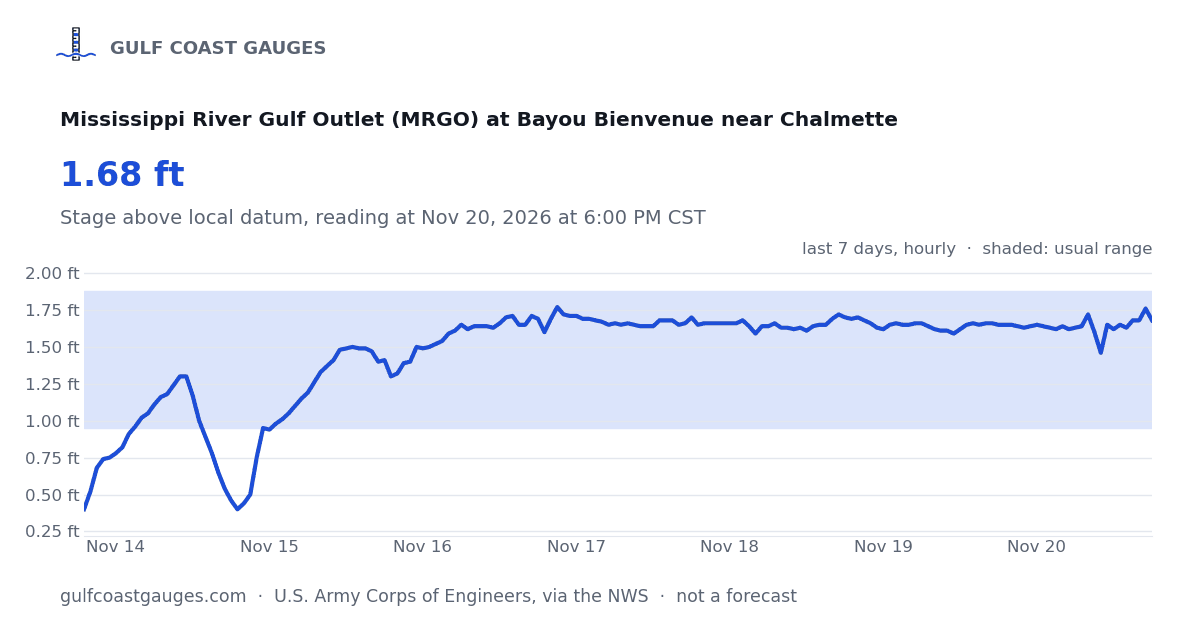 GULF COAST GAUGES
Mississippi River Gulf Outlet (MRGO) at Bayou Bienvenue near Chalmette
1.68 ft
Stage above local datum, reading at Nov 20, 2026 at 6:00 PM CST
last 7 days, hourly · shaded: usual range
2.00 ft
1.75 ft
1.50 ft
1.25 ft
1.00 ft
0.75 ft
0.50 ft
0.25 ft
Nov 14 Nov 15 Nov 16 Nov 17 Nov 18 Nov 19 Nov 20
gulfcoastgauges.com · U.S. Army Corps of Engineers, via the NWS · not a forecast